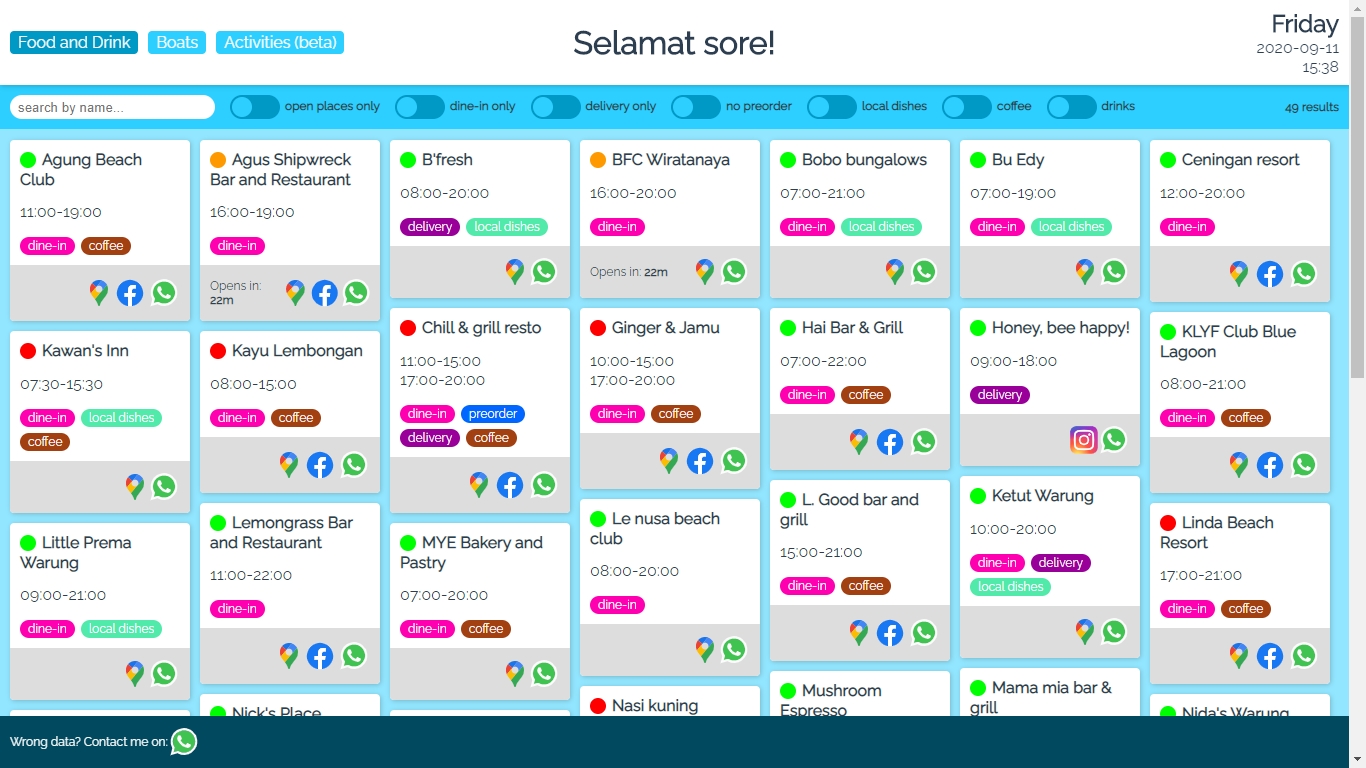 Food and Drink
Boats
Activities (beta)
Selamat sore!
Friday
2020-09-11
15:38
search by name...
open places only
dine-in only
delivery only
no preorder
local dishes
coffee
drinks
49 results
Agung Beach
Club
11:00-19:00
dine-in coffee
Agus Shipwreck
Bar and Restaurant
16:00-19:00
dine-in
Opens in:
22m
B'fresh
08:00-20:00
delivery local dishes
BFC Wiratanaya
16:00-20:00
dine-in
Opens in: 22m
Bobo bungalows
07:00-21:00
dine-in local dishes
Bu Edy
07:00-19:00
dine-in local dishes
Ceningan resort
12:00-20:00
dine-in
Kawan's Inn
07:30-15:30
dine-in local dishes
coffee
Kayu Lembongan
08:00-15:00
dine-in coffee
Chill & grill resto
11:00-15:00
17:00-20:00
dine-in preorder
delivery coffee
Ginger & Jamu
10:00-15:00
17:00-20:00
dine-in coffee
Hai Bar & Grill
07:00-22:00
dine-in coffee
Honey, bee happy!
09:00-18:00
delivery
KLYF Club Blue
Lagoon
08:00-21:00
dine-in coffee
Little Prema
Warung
09:00-21:00
dine-in local dishes
Lemongrass Bar
and Restaurant
11:00-22:00
dine-in
MYE Bakery and
Pastry
07:00-20:00
dine-in coffee
Le nusa beach
club
08:00-20:00
dine-in
L. Good bar and
grill
15:00-21:00
dine-in coffee
Ketut Warung
10:00-20:00
dine-in delivery
local dishes
Linda Beach
Resort
17:00-21:00
dine-in coffee
Nick's Place
Nasi kuning
Mushroom
Espresso
Mama mia bar &
grill
Nida's Warung
Wrong data? Contact me on: